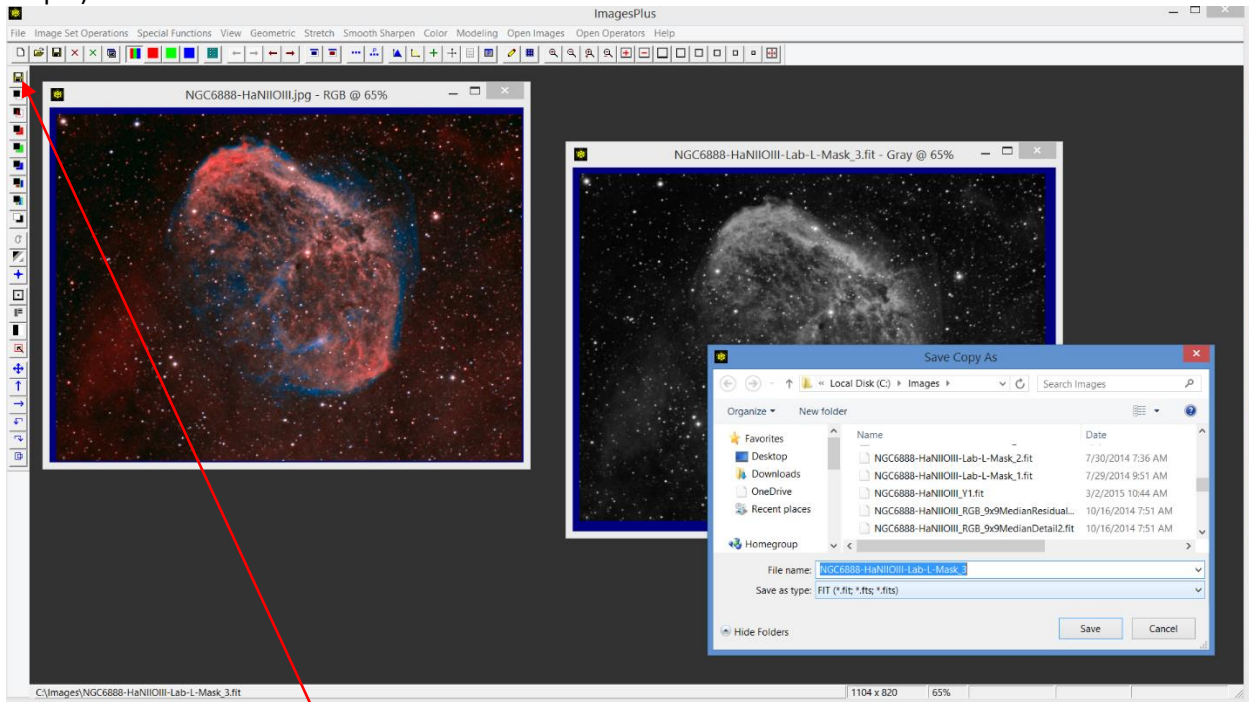 ImagesPlus
File Image Set Operations Special Functions View Geometric Stretch Smooth Sharpen Color Modeling Open Images Open Operators Help
NGC6888-HaNIIOIII.jpg - RGB @ 65%
NGC6888-HaNIIOIII-Lab-L-Mask_3.fit - Gray @ 65%
Save Copy As
« Local Disk (C:) Images
Search Images
Organize New folder
Favorites
Desktop
Downloads
OneDrive
Recent places
Homegroup
Name Date
NGC6888-HaNIIOIII-Lab-L-Mask_2.fit 7/30/2014 7:36 AM
NGC6888-HaNIIOIII-Lab-L-Mask_1.fit 7/29/2014 9:51 AM
NGC6888-HaNIIOIII_Y1.fit 3/2/2015 10:44 AM
NGC6888-HaNIIOIII_RGB_9x9MedianResidual... 10/16/2014 7:51 AM
NGC6888-HaNIIOIII_RGB_9x9MedianDetail2.fit 10/16/2014 7:51 AM
File name: NGC6888-HaNIIOIII-Lab-L-Mask_3
Save as type: FIT (*.fit; *.fts; *.fits)
Hide Folders
Save Cancel
C:\Images\NGC6888-HaNIIOIII-Lab-L-Mask_3.fit 1104 x 820 65%